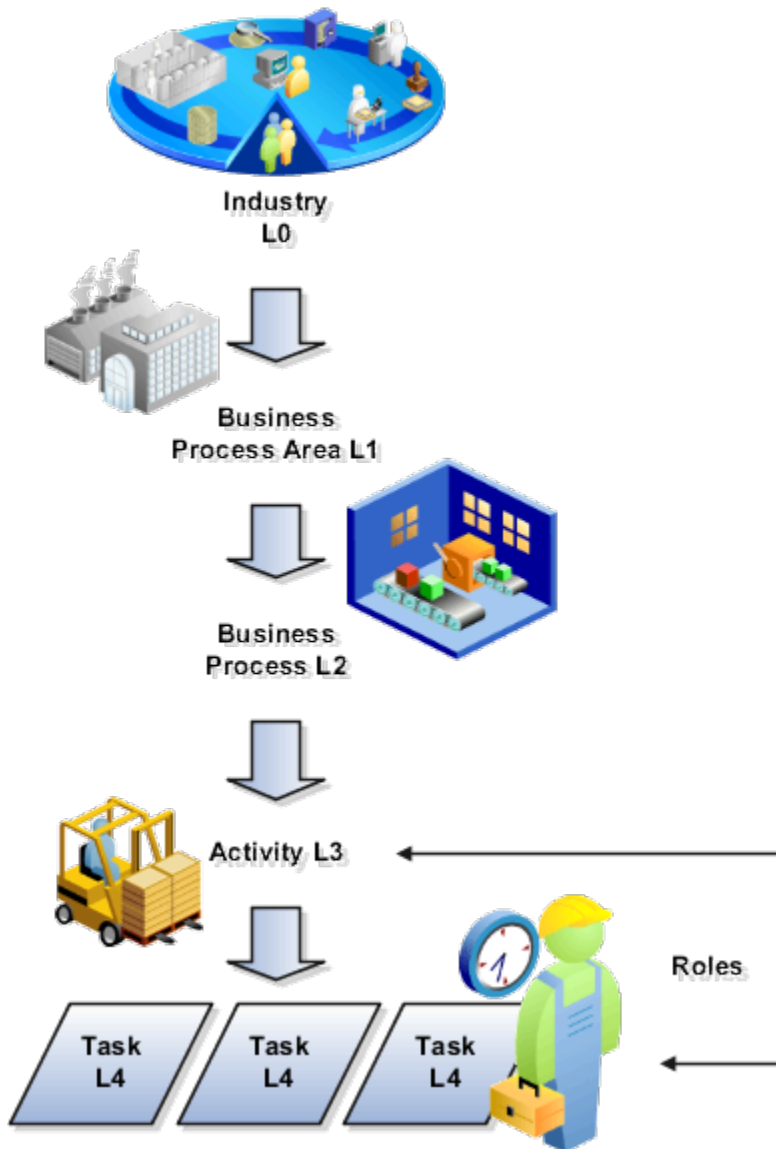 Industry
L0
Business
Process Area L1
Business
Process L2
Activity L3
Roles
Task
L4
Task
L4
Task
L4